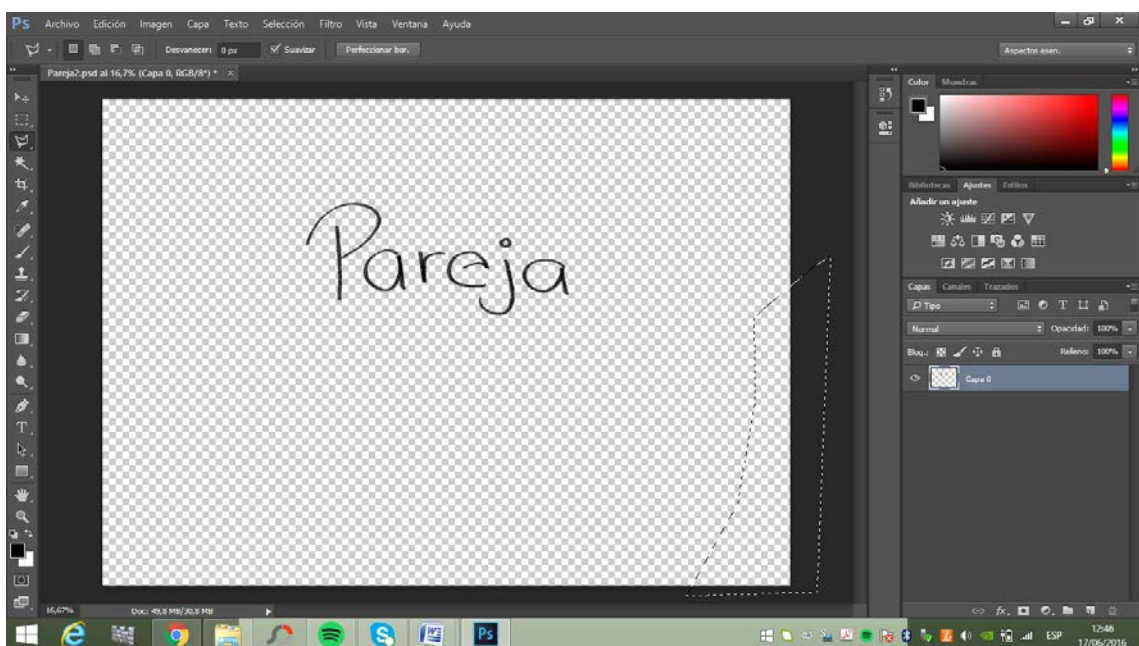 Ps Archivo Edición Imagen Capa Texto Selección Filtro Vista Ventana Ayuda
Desvanecer: 0 px Suavizar Perfeccionar bor. Aspectos esen.
Pareja2.psd al 16,7% (Capa 0, RGB/8*) * ×
Color Muestras
Pareja
Bibliotecas Ajustes Estilos
Añadir un ajuste
Capas Canales Trazados
Tipo
Normal Opacidad: 100%
Bloq.: Relleno: 100%
Capa 0
16,67% Doc: 49,8 MB/30,8 MB
fx.
Ps ESP 12:46
17/06/2016